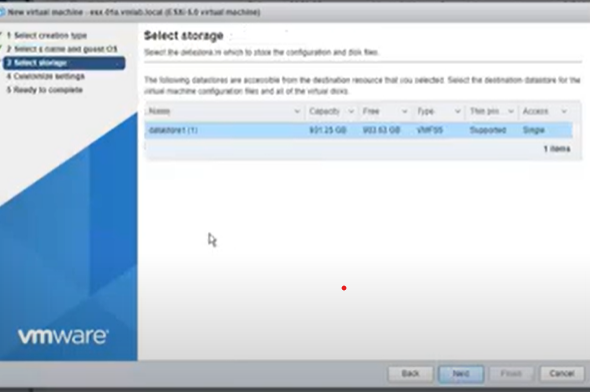 New virtual machine - esx-01a.vmlab.local (ESXi-6.0 virtual machine)
1 Select creation type
2 Select a name and guest OS
3 Select storage
4 Customize settings
5 Ready to complete
Select storage
Select the datastore in which to store the configuration and disk files.
The following datastores are accessible from the destination resource that you selected. Select the destination datastore for the
virtual machine configuration files and all of the virtual disks.
Name Capacity Free Type Thin pro... Access
datastore1 (1) 931.25 GB 903.63 GB VMFS5 Supported Single
1 items
vmware
Back Next Finish Cancel